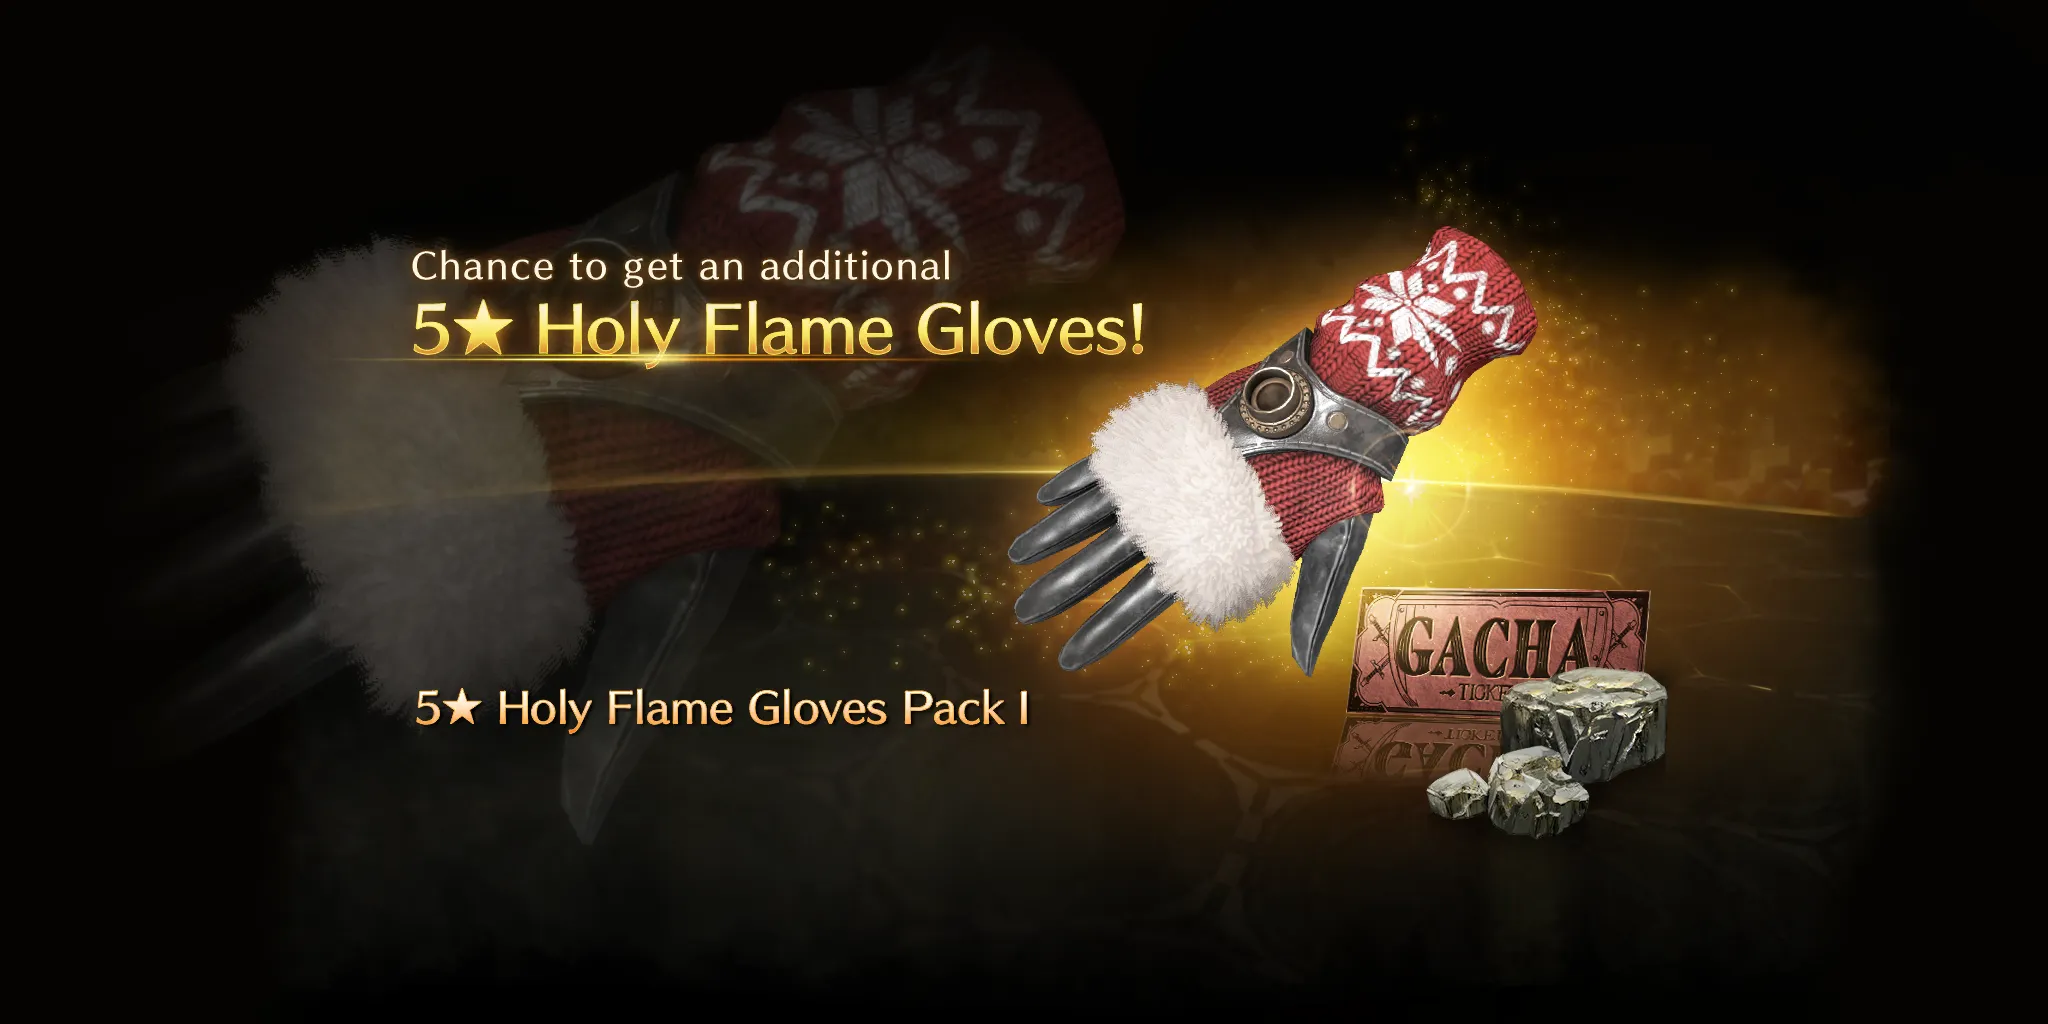 Chance to get an additional
5★ Holy Flame Gloves!
5★ Holy Flame Gloves Pack I
GACHA